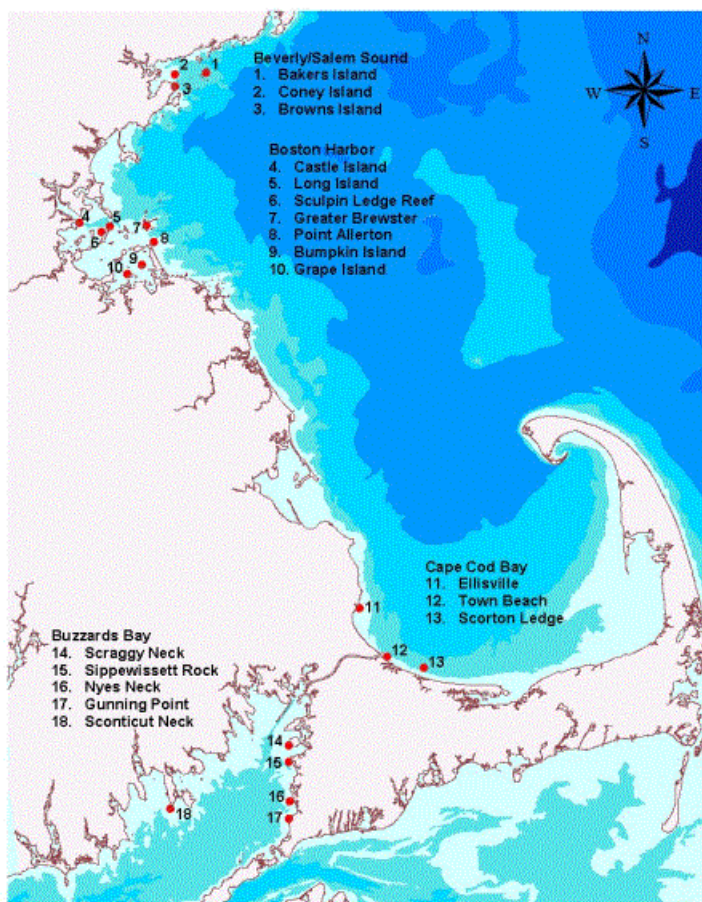 Beverly/Salem Sound
1. Bakers Island
2. Coney Island
3. Browns Island
N
W E
S
2 1
3
Boston Harbor
4. Castle Island
5. Long Island
6. Sculpin Ledge Reef
7. Greater Brewster
8. Point Allerton
9. Bumpkin Island
10. Grape Island
4 5 7
6 8
9
10
Cape Cod Bay
11. Ellisville
12. Town Beach
13. Scorton Ledge
11
12
13
Buzzards Bay
14. Scraggy Neck
15. Sippewissett Rock
16. Nyes Neck
17. Gunning Point
18. Sconticut Neck
14
15
16
18 17